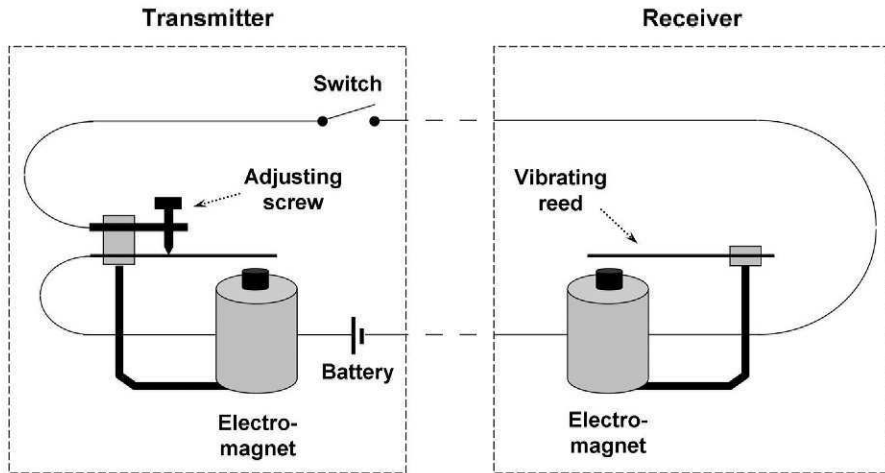 Transmitter
Receiver
Switch
Adjusting
screw
Vibrating
reed
Battery
Electro-
magnet
Electro-
magnet